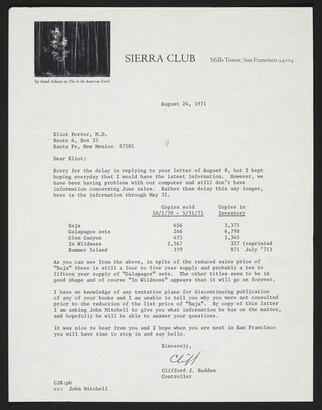 by Ansel Adams in This Is the American Earth
SIERRA CLUB Mills Tower, San Francisco 94104
August 24, 1971
Eliot Porter, M.D.
Route 4, Box 33
Santa Fe, New Mexico 87501
Dear Eliot:
Sorry for the delay in replying to your letter of August 8, but I kept
hoping everyday that I would have the latest information. However, we
have been having problems with our computer and still don't have
information concerning June sales. Rather than delay this any longer,
here is the information through May 31.
Copies sold Copies in
10/1/70 - 5/31/71 Inventory
Baja 656 3,375
Galapagos sets 266 6,798
Glen Canyon 675 1,345
In Wildness 1,567 327 (reprinted
Summer Island 379 871 July '71)
As you can see from the above, in spite of the reduced sales price of
"Baja" there is still a four to five year supply and probably a ten to
fifteen year supply of "Galapagos" sets. The other titles seem to be in
good shape and of course "In Wildness" appears that it will go on forever.
I have no knowledge of any tentative plans for discontinuing publication
of any of your books and I am unable to tell you why you were not consulted
prior to the reduction of the list price of "Baja". By copy of this letter
I am asking John Mitchell to give you what information he has on the matter,
and hopefully he will be able to answer your questions.
It was nice to hear from you and I hope when you are next in San Francisco
you will have time to stop in and say hello.
Sincerely,
Cliff
Clifford J. Rudden
Controller
CJR:ph
cc: John Mitchell